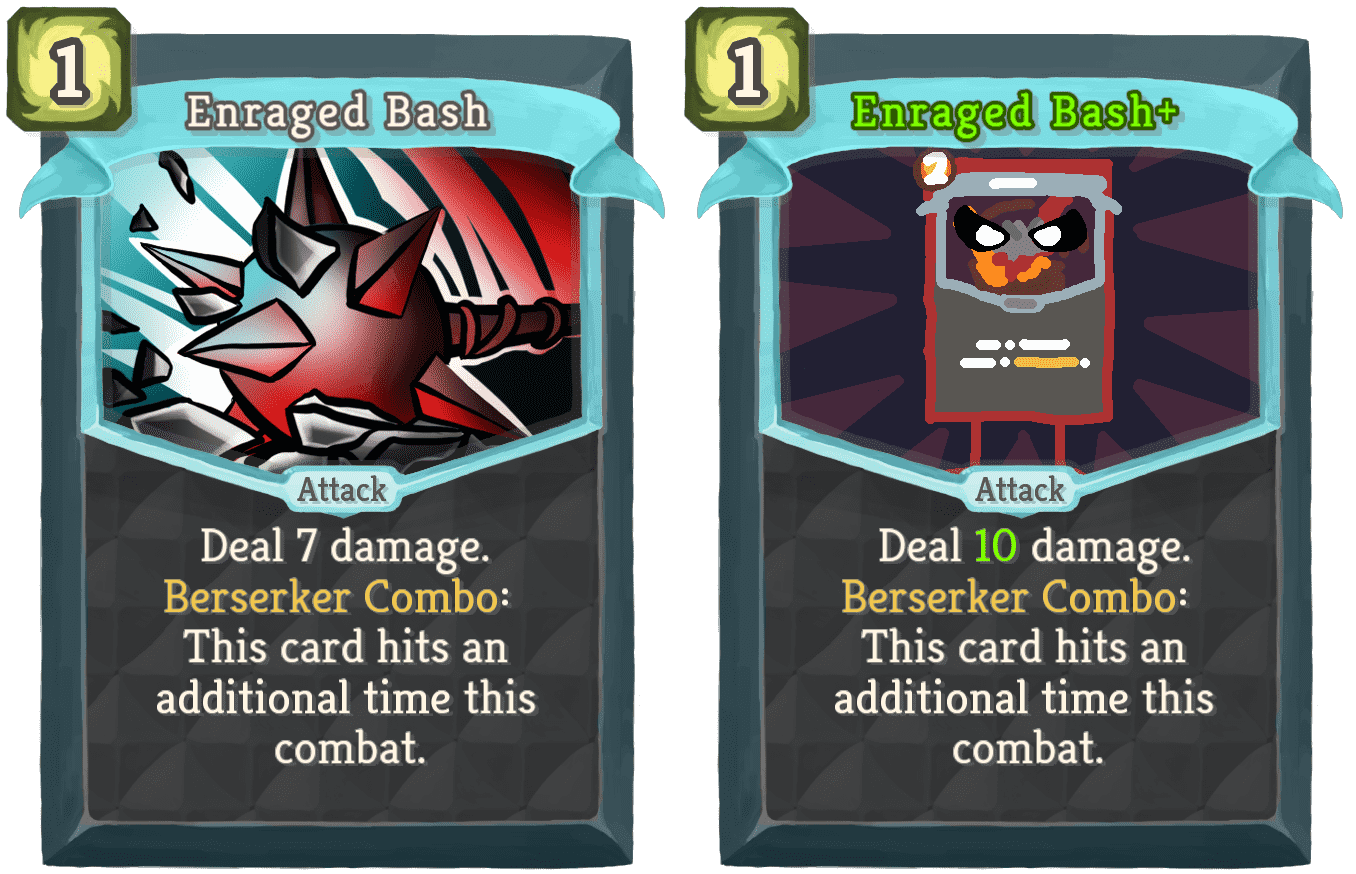 1
Enraged Bash
Attack
Deal 7 damage.
Berserker Combo:
This card hits an
additional time this
combat.
1
Enraged Bash+
2
Attack
Deal 10 damage.
Berserker Combo:
This card hits an
additional time this
combat.